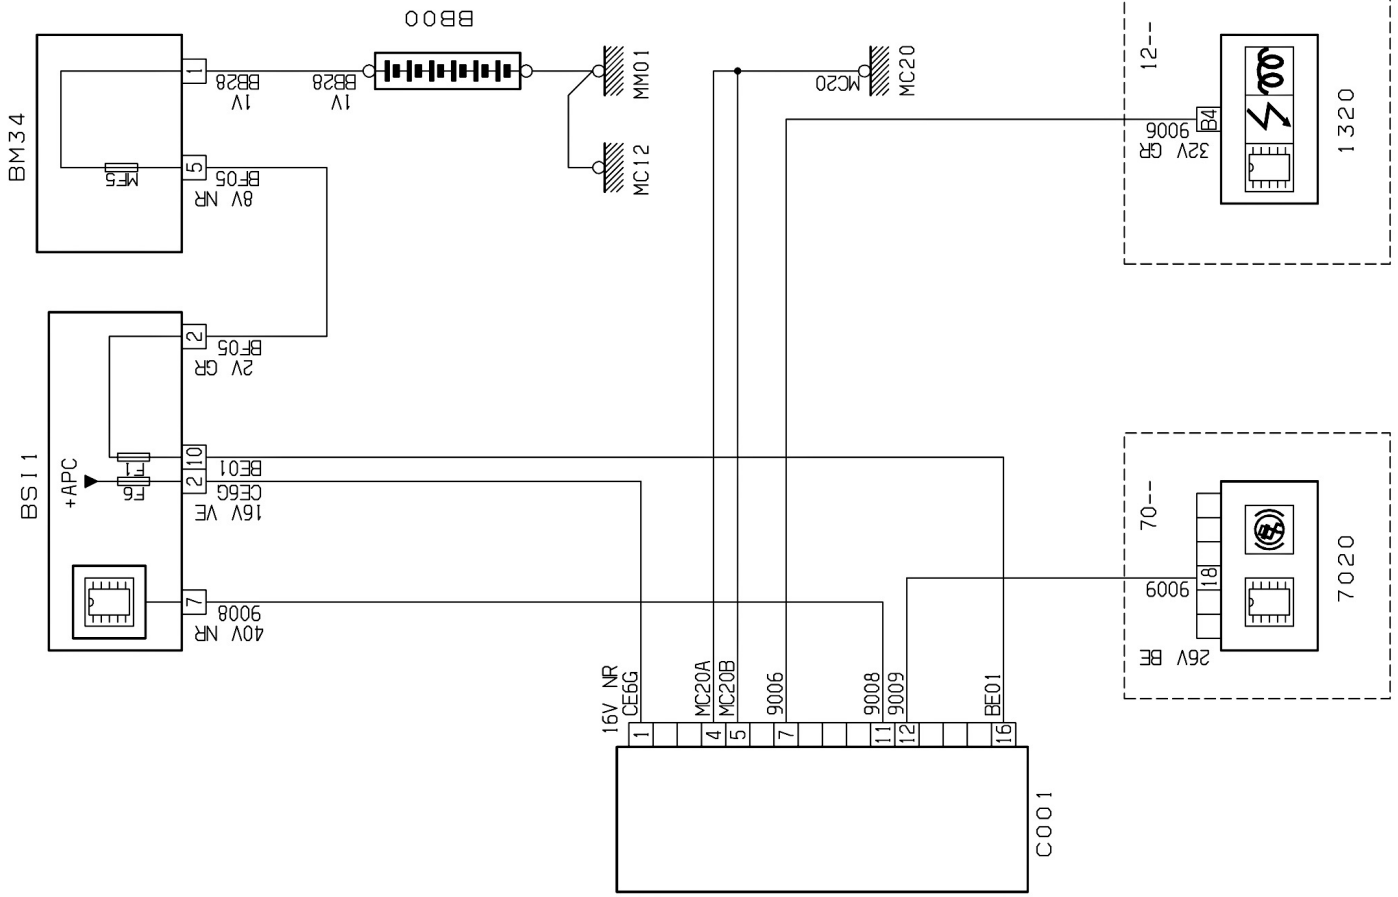 BB00
BM34
1
BB28
1V
BB28
1V
MF5
5
BF05
8V NR
MM01
MC12
MC20
MC20
12--
B4
9006
32V GR
1320
BSI1
2
BF05
2V GR
+APC
F1
F6
10
BE01
2
CE6G
16V VE
7
9008
40V NR
70--
18
9009
26V BE
7020
16V NR
CE6G
MC20A
MC20B
9006
9008
9009
BE01
1
4
5
7
11
12
16
C001